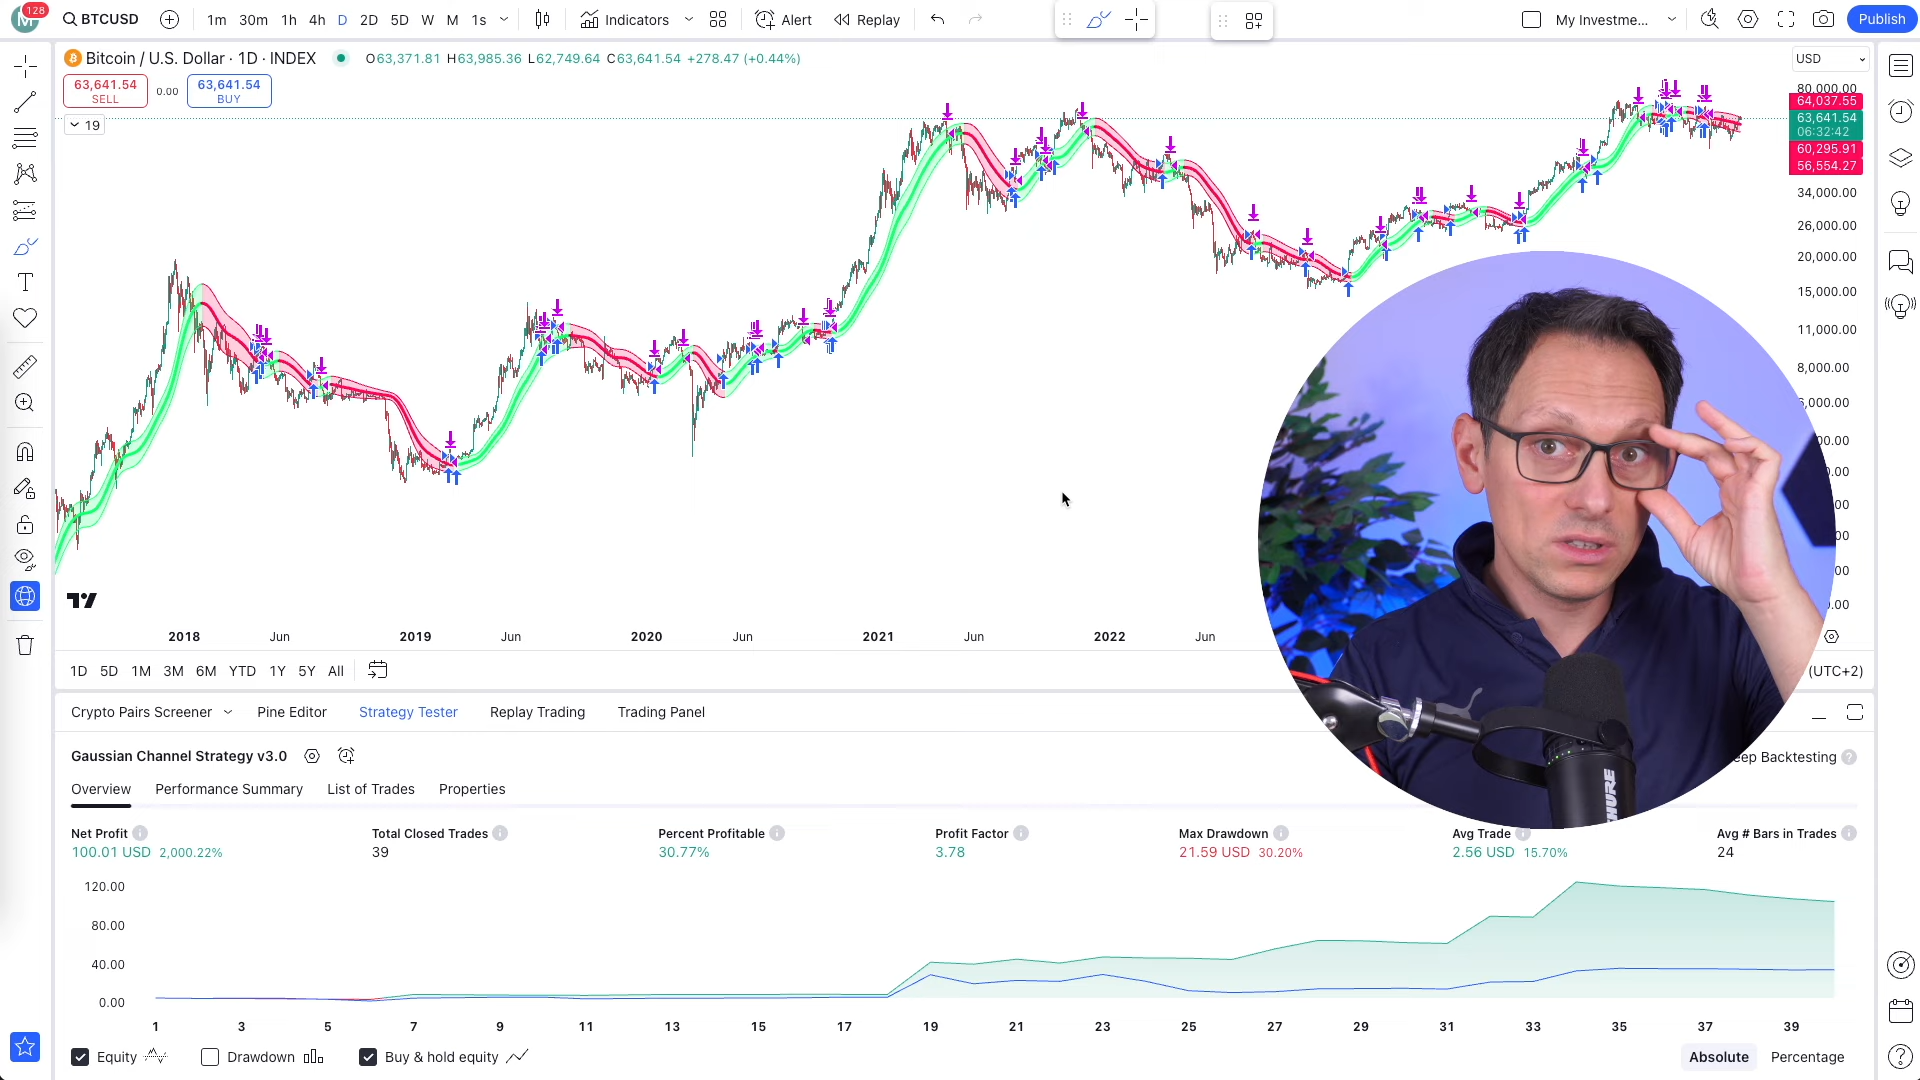 128
BTCUSD
1m 30m 1h 4h D 2D 5D W M 1s
Indicators
Alert
Replay
My Investme...
Publish
Bitcoin / U.S. Dollar · 1D · INDEX
O63,371.81 H63,985.36 L62,749.64 C63,641.54 +278.47 (+0.44%)
USD
63,641.54
SELL
0.00
63,641.54
BUY
19
80,000.00
64,037.55
63,641.54
06:32:42
60,295.91
56,554.27
34,000.00
26,000.00
20,000.00
15,000.00
11,000.00
8,000.00
2018 Jun 2019 Jun 2020 Jun 2021 Jun 2022 Jun
1D 5D 1M 3M 6M YTD 1Y 5Y All
(UTC+2)
Crypto Pairs Screener
Pine Editor
Strategy Tester
Replay Trading
Trading Panel
Gaussian Channel Strategy v3.0
eep Backtesting
Overview
Performance Summary
List of Trades
Properties
SHURE
Net Profit
100.01 USD 2,000.22%
Total Closed Trades
39
Percent Profitable
30.77%
Profit Factor
3.78
Max Drawdown
21.59 USD 30.20%
Avg Trade
2.56 USD 15.70%
Avg # Bars in Trades
24
120.00
80.00
40.00
0.00
1 3 5 7 9 11 13 15 17 19 21 23 25 27 29 31 33 35 37 39
Equity
Drawdown
Buy & hold equity
Absolute
Percentage